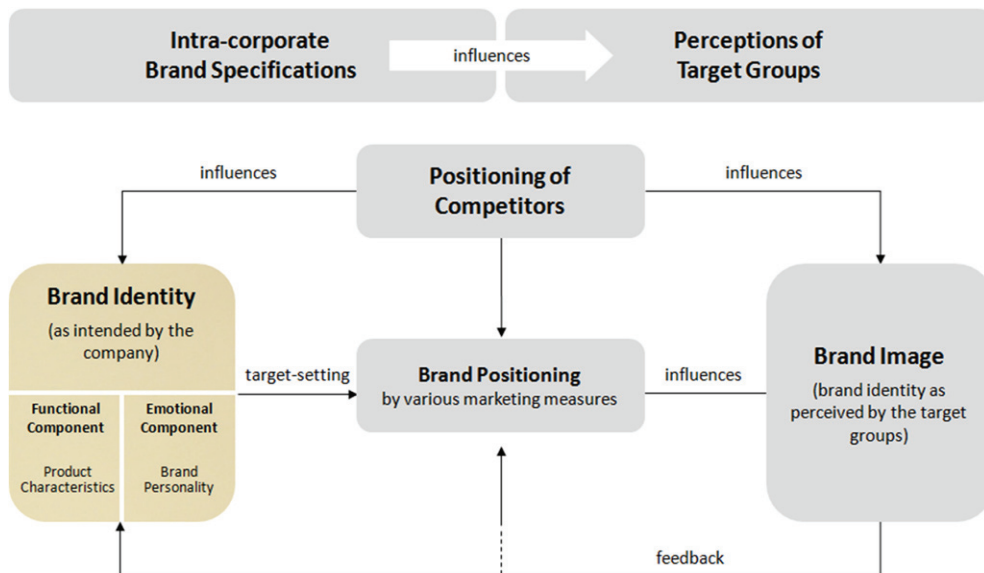 Intra-corporate
Brand Specifications
influences
Perceptions of
Target Groups
influences
Positioning of
Competitors
influences
Brand Identity
(as intended by the
company)
Functional
Component
Emotional
Component
Product
Characteristics
Brand
Personality
target-setting
Brand Positioning
by various marketing measures
influences
Brand Image
(brand identity as
perceived by the target
groups)
feedback